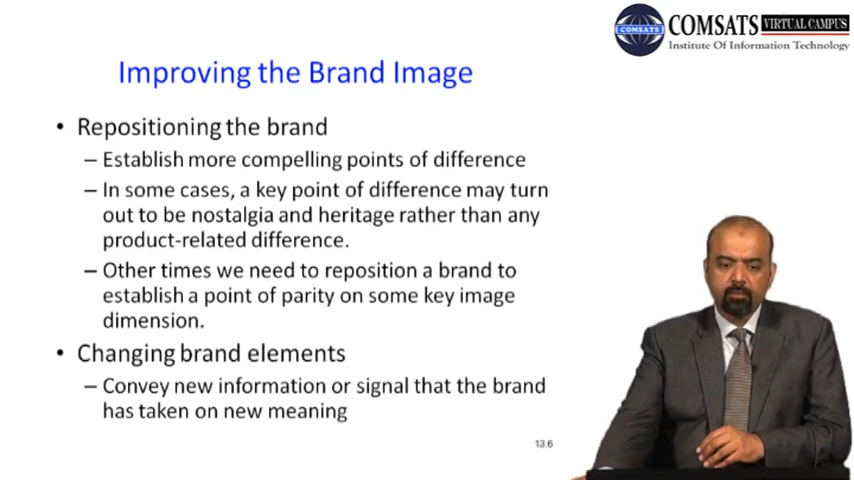 COMSATS VIRTUAL CAMPUS
COMSATS
Institute Of Information Technology
Improving the Brand Image
• Repositioning the brand
– Establish more compelling points of difference
– In some cases, a key point of difference may turn
out to be nostalgia and heritage rather than any
product-related difference.
– Other times we need to reposition a brand to
establish a point of parity on some key image
dimension.
• Changing brand elements
– Convey new information or signal that the brand
has taken on new meaning
13.6